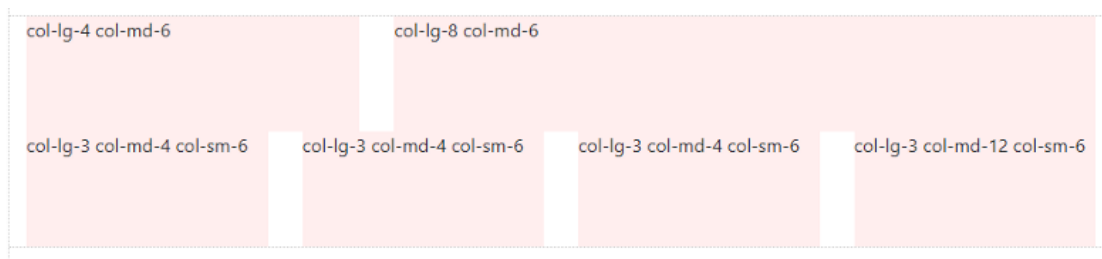 col-lg-4 col-md-6
col-lg-8 col-md-6
col-lg-3 col-md-4 col-sm-6
col-lg-3 col-md-4 col-sm-6
col-lg-3 col-md-4 col-sm-6
col-lg-3 col-md-12 col-sm-6